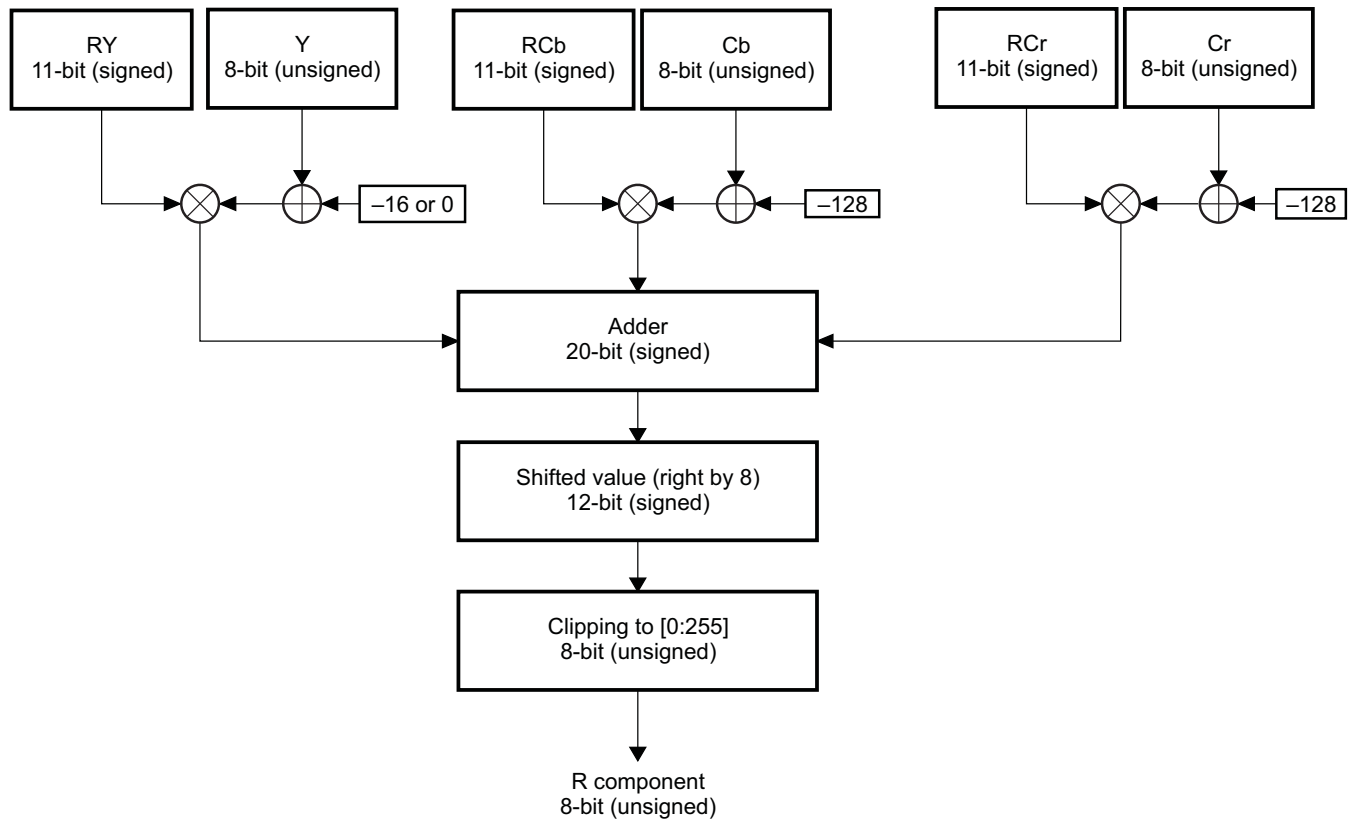 RY
11-bit (signed)
Y
8-bit (unsigned)
RCb
11-bit (signed)
Cb
8-bit (unsigned)
RCr
11-bit (signed)
Cr
8-bit (unsigned)
–16 or 0
–128
–128
Adder
20-bit (signed)
Shifted value (right by 8)
12-bit (signed)
Clipping to [0:255]
8-bit (unsigned)
R component
8-bit (unsigned)